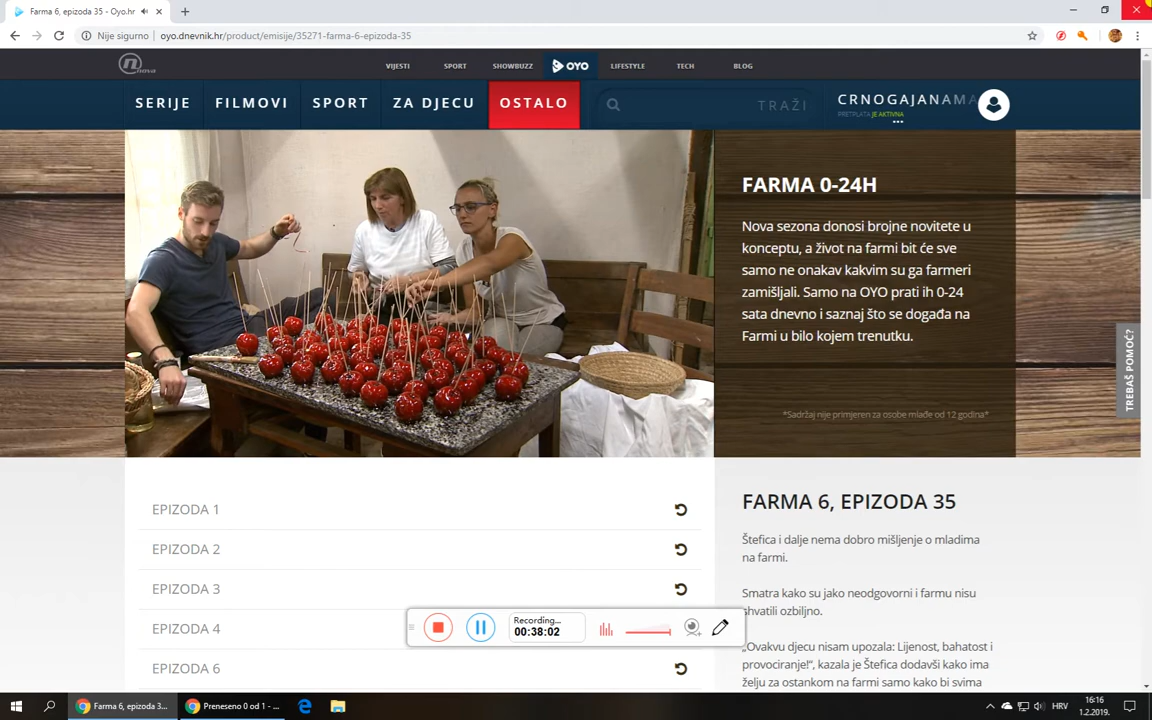 Farma 6, epizoda 35 - Oyo.hr
Nije sigurno
oyo.dnevnik.hr/product/emisije/35271-farma-6-epizoda-35
nova
VIJESTI
SPORT
SHOWBUZZ
OYO
LIFESTYLE
TECH
BLOG
SERIJE
FILMOVI
SPORT
ZA DJECU
OSTALO
TRAŽI
CRNOGAJANAMA
PRETPLATA JE AKTIVNA
FARMA 0-24H
Nova sezona donosi brojne novitete u
konceptu, a život na farmi bit će sve
samo ne onakav kakvim su ga farmeri
zamišljali. Samo na OYO prati ih 0-24
sata dnevno i saznaj što se događa na
Farmi u bilo kojem trenutku.
*Sadržaj nije primjeren za osobe mlađe od 12 godina*
TREBAŠ POMOĆ?
EPIZODA 1
EPIZODA 2
EPIZODA 3
EPIZODA 4
EPIZODA 6
FARMA 6, EPIZODA 35
Štefica i dalje nema dobro mišljenje o mladima
na farmi.
Smatra kako su jako neodgovorni i farmu nisu
shvatili ozbiljno.
„Ovakvu djecu nisam upozala: Lijenost, bahatost i
provociranje!“, kazala je Štefica dodavši kako ima
želju za ostankom na farmi samo kako bi svima
Recording...
00:38:02
Farma 6, epizoda 3...
Preneseno 0 od 1 - ...
HRV
16:16
1.2.2019.